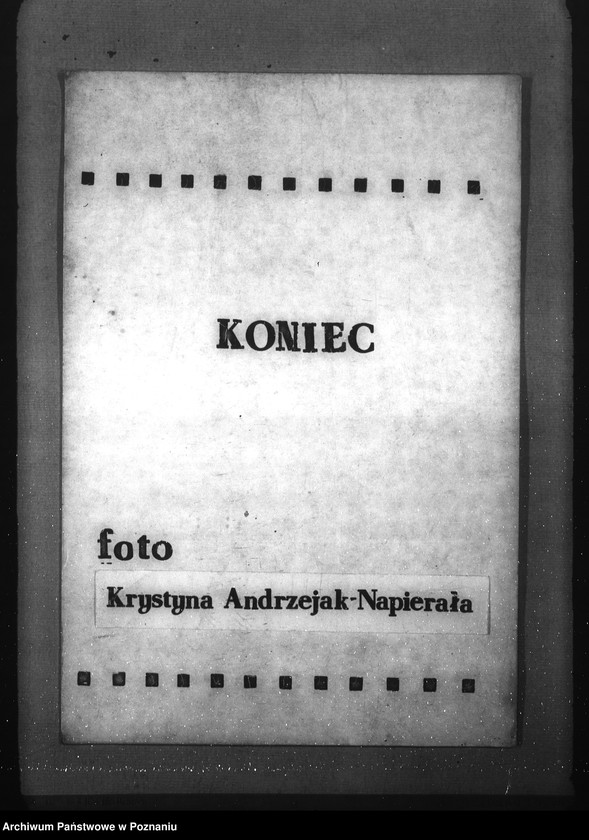 KONIEC
foto
Krystyna Andrzejak-Napierała
Archiwum Państwowe w Poznaniu